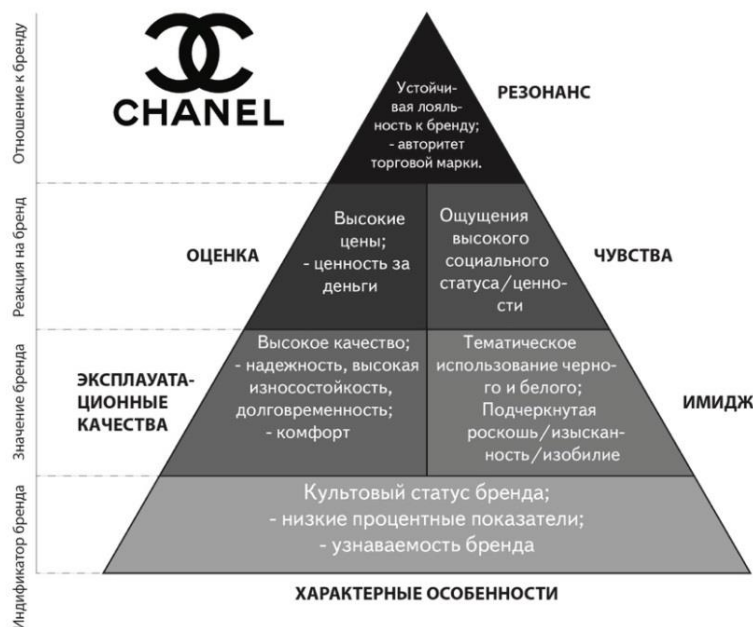 CHANEL
Отношение к бренду
Устойчи-
вая лояль-
ность к бренду;
- авторитет
торговой марки.
РЕЗОНАНС
Реакция на бренд
ОЦЕНКА
Высокие
цены;
- ценность за
деньги
Ощущения
высокого
социального
статуса/ценно-
сти
ЧУВСТВА
Значение бренда
ЭКСПЛАУАТА-
ЦИОННЫЕ
КАЧЕСТВА
Высокое качество;
- надежность, высокая
износостойкость,
долговременность;
- комфорт
Тематическое
использование черно-
го и белого;
Подчеркнутая
роскошь/изыскан-
ность/изобилие
ИМИДЖ
Индификатор бренда
Культовый статус бренда;
- низкие процентные показатели;
- узнаваемость бренда
ХАРАКТЕРНЫЕ ОСОБЕННОСТИ